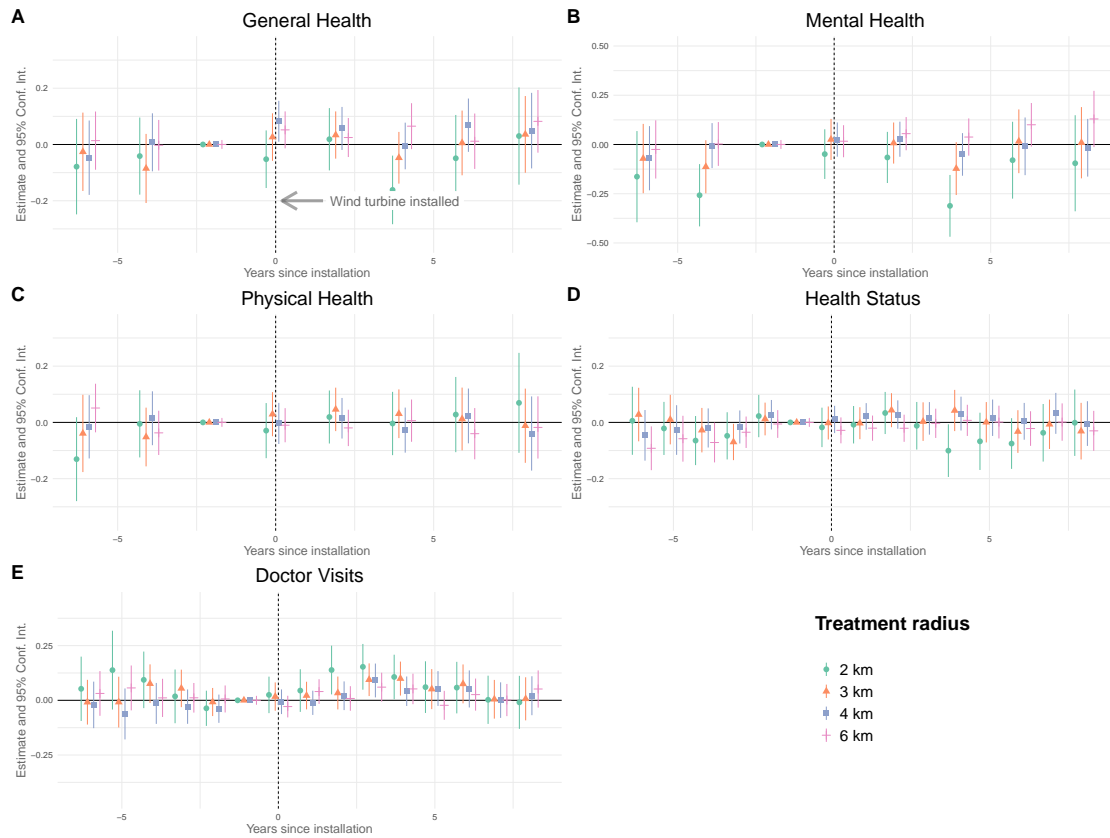 A
General Health
Estimate and 95% Conf. Int.
0.2
0.0
−0.2
Wind turbine installed
−5
0
5
Years since installation
B
Mental Health
Estimate and 95% Conf. Int.
0.50
0.25
0.00
−0.25
−0.50
−5
0
5
Years since installation
C
Physical Health
Estimate and 95% Conf. Int.
0.2
0.0
−0.2
−5
0
5
Years since installation
D
Health Status
Estimate and 95% Conf. Int.
0.2
0.0
−0.2
−5
0
5
Years since installation
E
Doctor Visits
Estimate and 95% Conf. Int.
0.25
0.00
−0.25
−5
0
5
Years since installation
Treatment radius
2 km
3 km
4 km
6 km